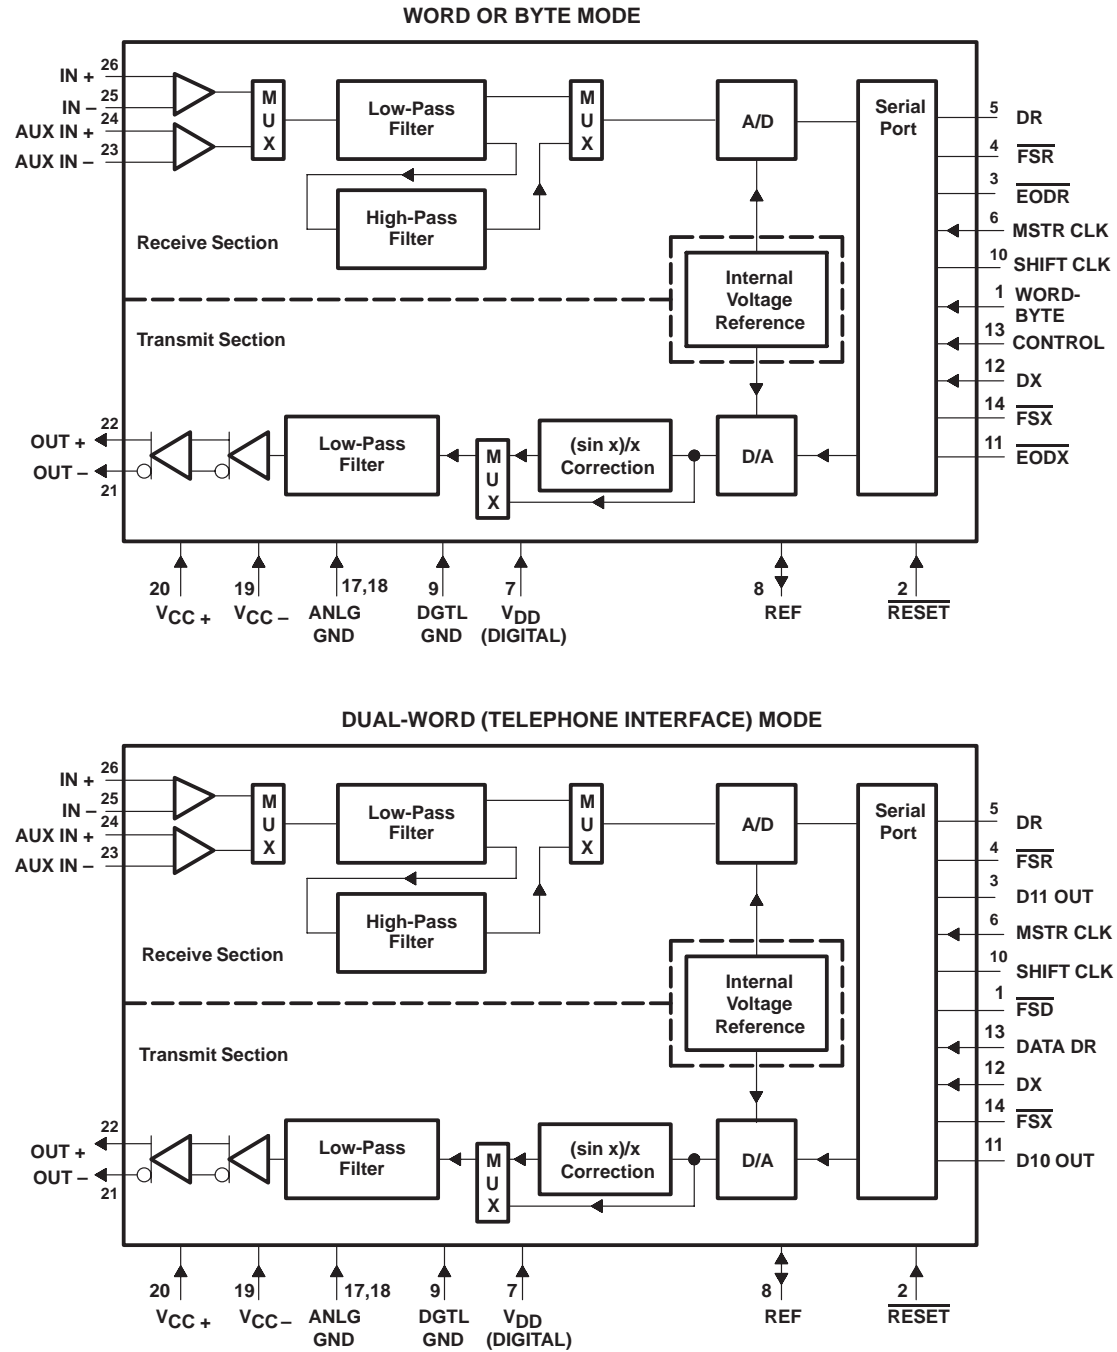 WORD OR BYTE MODE
IN +
26
IN –
25
AUX IN +
24
AUX IN –
23
M
U
X
Low-Pass
Filter
High-Pass
Filter
M
U
X
A/D
Serial
Port
5
DR
4
FSR
3
EODR
6
MSTR CLK
10
SHIFT CLK
1
WORD-
BYTE
13
CONTROL
12
DX
14
FSX
11
EODX
Receive Section
Internal
Voltage
Reference
Transmit Section
22
OUT +
OUT –
21
Low-Pass
Filter
M
U
X
(sin x)/x
Correction
D/A
20
VCC +
19
VCC –
17,18
ANLG
GND
9
DGTL
GND
7
VDD
(DIGITAL)
8
REF
2
RESET
DUAL-WORD (TELEPHONE INTERFACE) MODE
IN +
26
IN –
25
AUX IN +
24
AUX IN –
23
M
U
X
Low-Pass
Filter
High-Pass
Filter
M
U
X
A/D
Serial
Port
5
DR
4
FSR
3
D11 OUT
6
MSTR CLK
10
SHIFT CLK
1
FSD
13
DATA DR
12
DX
14
FSX
11
D10 OUT
Receive Section
Internal
Voltage
Reference
Transmit Section
22
OUT +
OUT –
21
Low-Pass
Filter
M
U
X
(sin x)/x
Correction
D/A
20
VCC +
19
VCC –
17,18
ANLG
GND
9
DGTL
GND
7
VDD
(DIGITAL)
8
REF
2
RESET